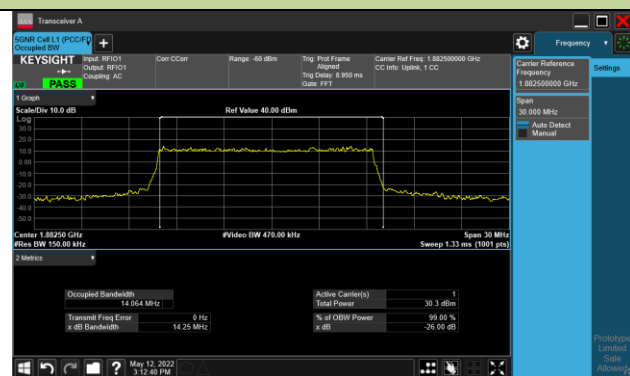 Transceiver A
5GNR Cell L1 (PCC/FD
Occupied BW
Frequency
KEYSIGHT
Input: RFIO1
Output: RFIO1
Coupling: AC
Corr CCorr
Range: -60 dBm
Trig: Prot Frame
Aligned
Trig Delay: 8.950 ms
Gate: FFT
Carrier Ref Freq: 1.882500000 GHz
CC Info: Uplink, 1 CC
PASS
Carrier Reference
Frequency
1.882500000 GHz
Settings
Span
30.000 MHz
Auto Detect
Manual
1 Graph
Scale/Div 10.0 dB
Ref Value 40.00 dBm
Log
30.0
20.0
10.0
0.00
-10.0
-20.0
-30.0
-40.0
-50.0
Center 1.88250 GHz
#Video BW 470.00 kHz
Span 30 MHz
#Res BW 150.00 kHz
Sweep 1.33 ms (1001 pts)
2 Metrics
Occupied Bandwidth
14.064 MHz
Active Carrier(s) 1
Total Power 30.3 dBm
Transmit Freq Error 0 Hz
x dB Bandwidth 14.25 MHz
% of OBW Power 99.00 %
x dB -26.00 dB
Prototype
Limited
Sale
Allowed
May 12, 2022
3:12:40 PM